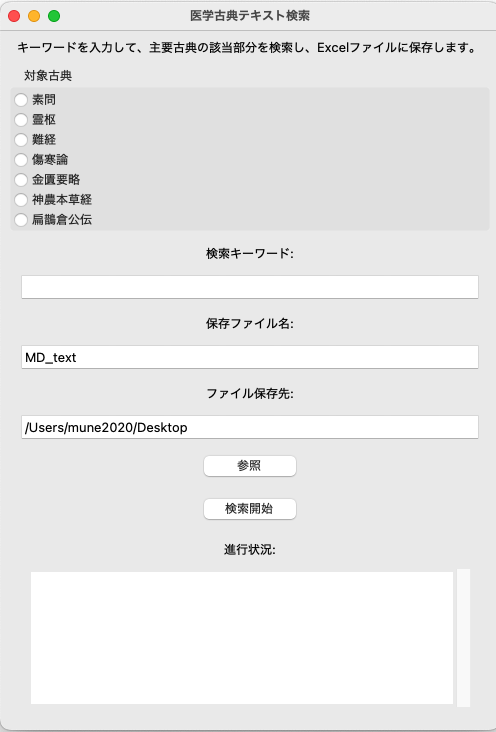 医学古典テキスト検索
キーワードを入力して、主要古典の該当部分を検索し、Excelファイルに保存します。
対象古典
素問
霊枢
難経
傷寒論
金匱要略
神農本草経
扁鵲倉公伝
検索キーワード:
保存ファイル名:
MD_text
ファイル保存先:
/Users/mune2020/Desktop
参照
検索開始
進行状況: